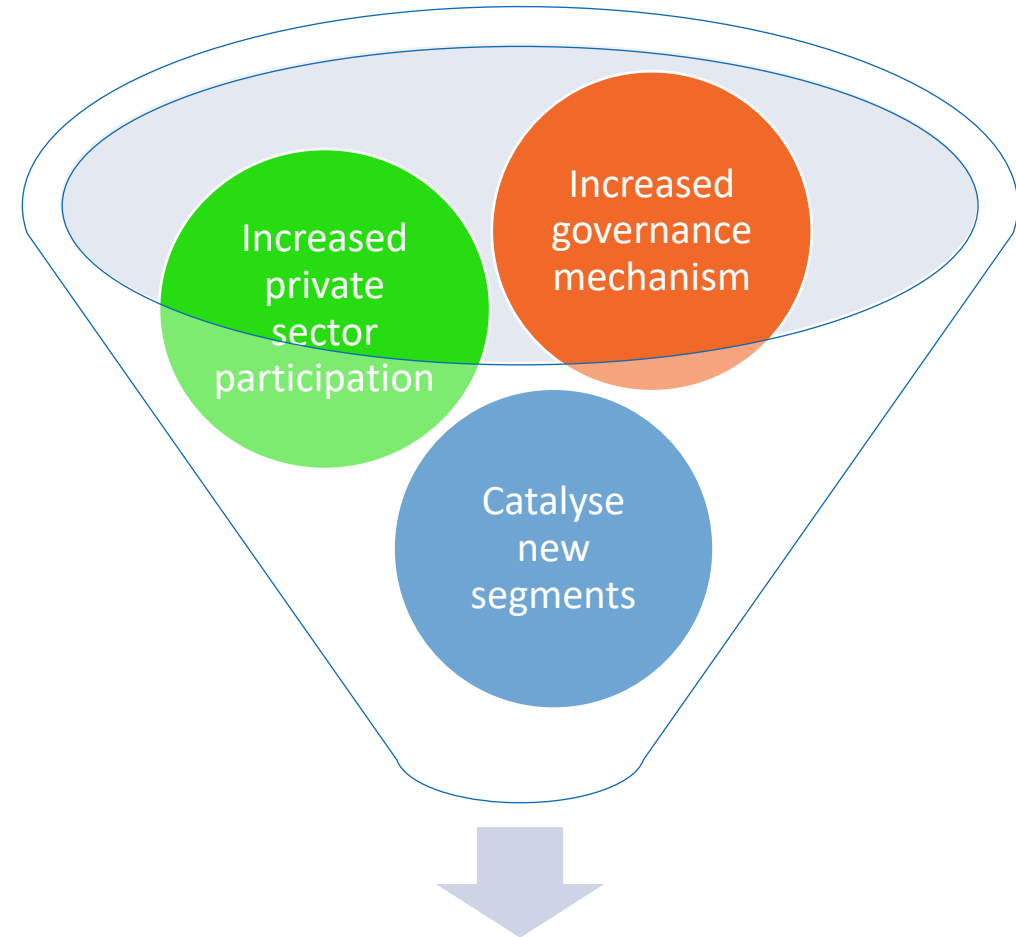 Increased
governance
mechanism
Increased
private
sector
participation
Catalyse
new
segments